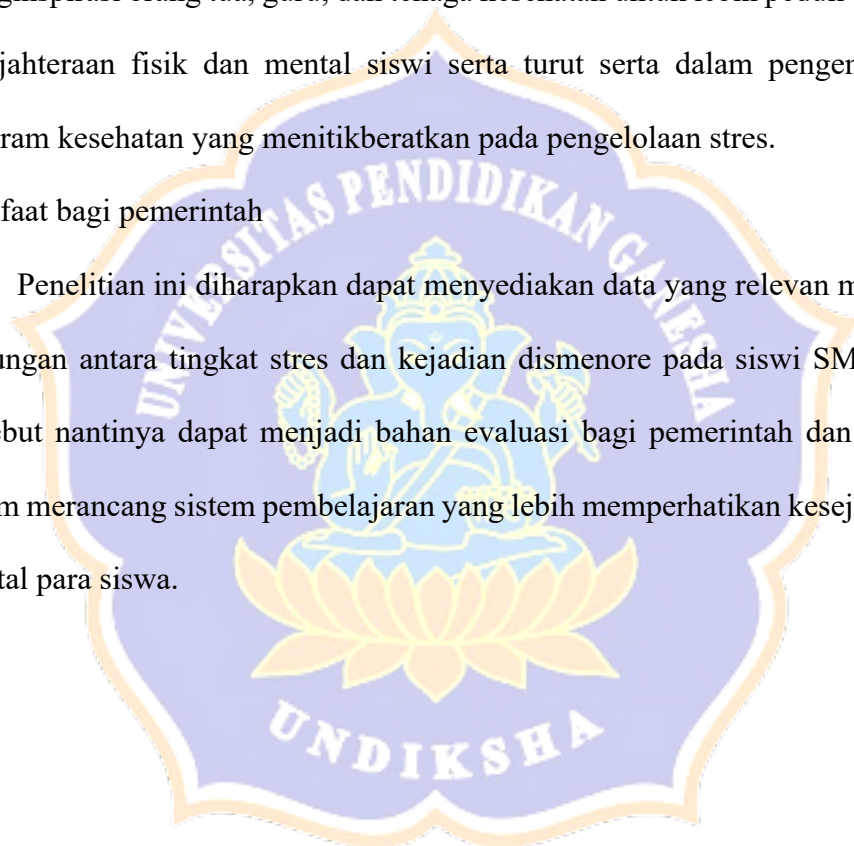 jahteraan fisik dan mental siswi serta turut serta dalam penger
ram kesehatan yang menitikberatkan pada pengelolaan stres.
faat bagi pemerintah
Penelitian ini diharapkan dapat menyediakan data yang relevan m
ungan antara tingkat stres dan kejadian dismenore pada siswi SM
ebut nantinya dapat menjadi bahan evaluasi bagi pemerintah dan
m merancang sistem pembelajaran yang lebih memperhatikan kesej
tal para siswa.
UNIVERSITAS PENDIDIKAN GANESHA
UNDIKSHA